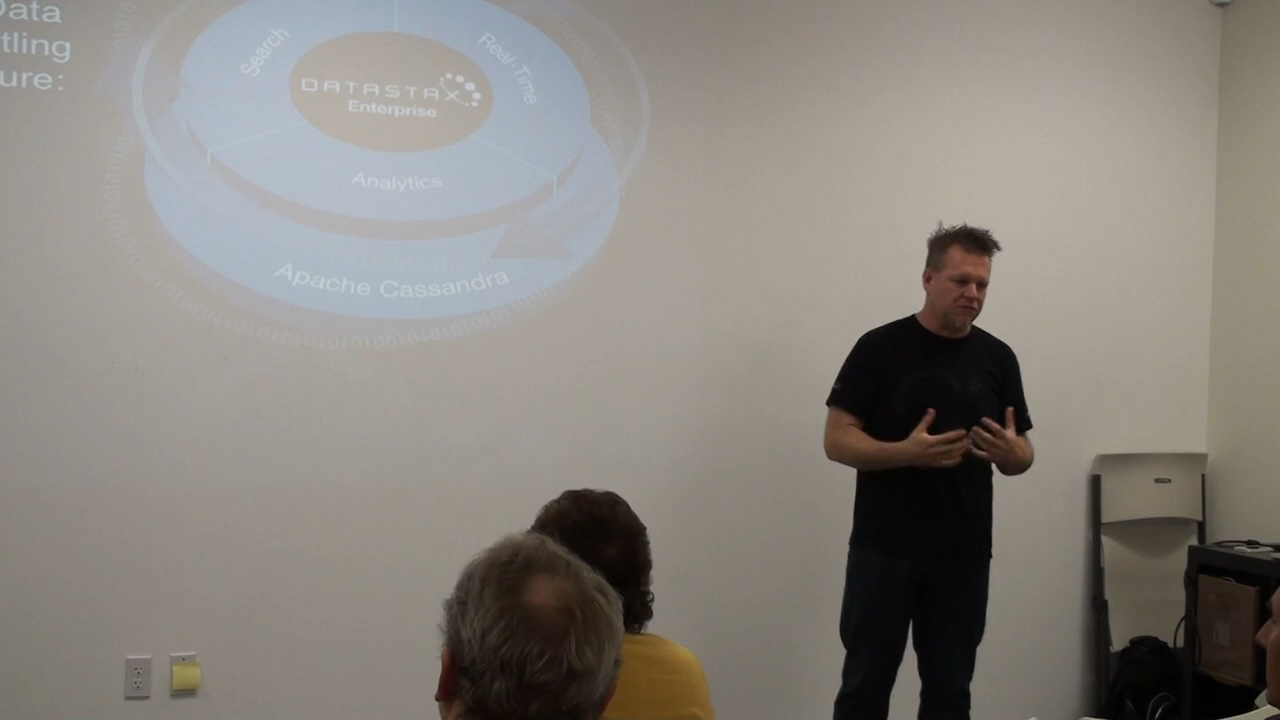 Data
tling
ure:
Search
Real-Time
DATASTAX
Enterprise
Analytics
Apache Cassandra